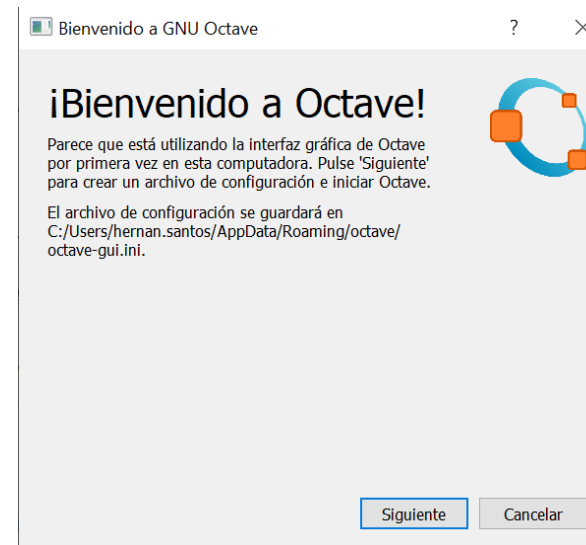 Bienvenido a GNU Octave
?
¡Bienvenido a Octave!
Parece que está utilizando la interfaz gráfica de Octave
por primera vez en esta computadora. Pulse 'Siguiente'
para crear un archivo de configuración e iniciar Octave.
El archivo de configuración se guardará en
C:/Users/hernan.santos/AppData/Roaming/octave/
octave-gui.ini.
Siguiente
Cancelar